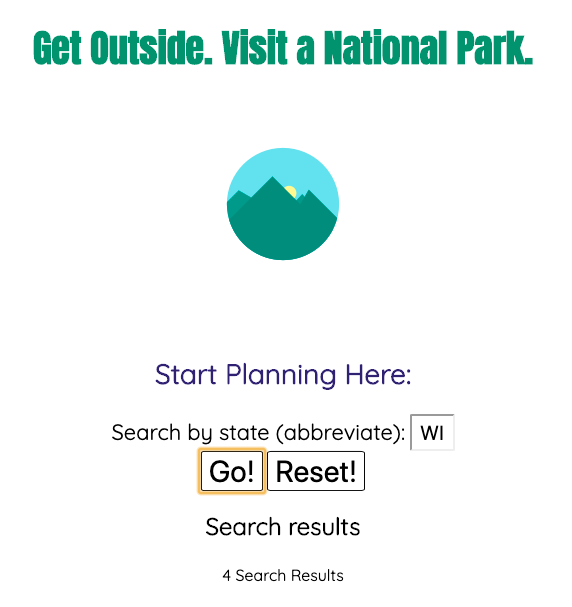 Get Outside. Visit a National Park.
Start Planning Here:
Search by state (abbreviate): WI
Go! Reset!
Search results
4 Search Results